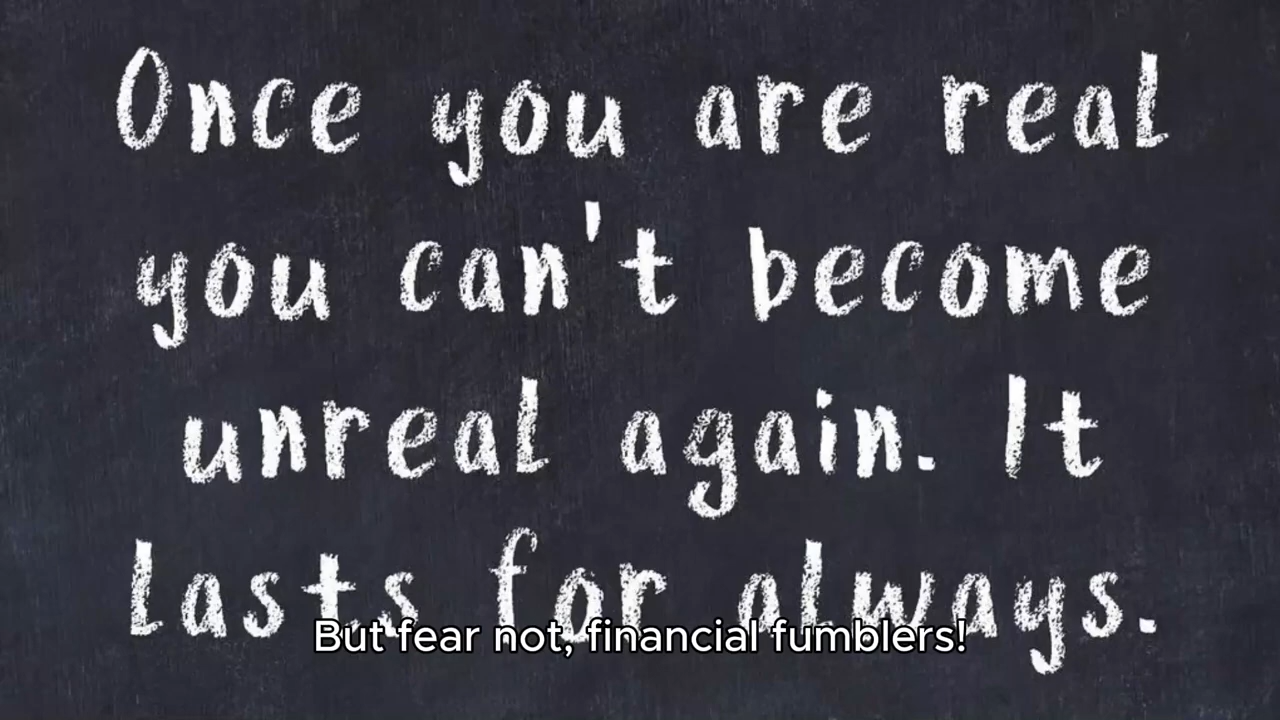 Once you are real
you can't become
unreal again. It
lasts for always.
But fear not, financial fumblers!